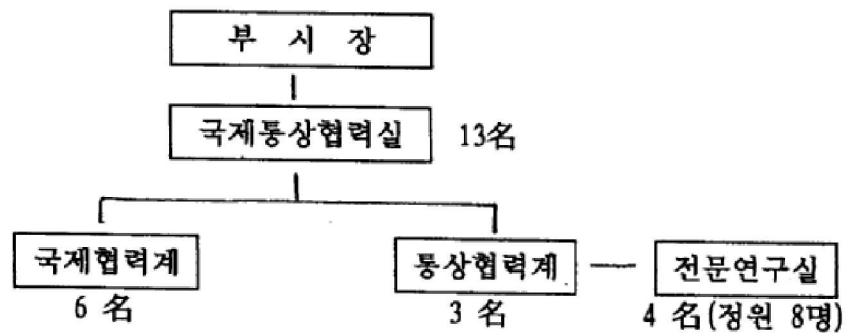 부 시 장
국제통상협력실 13名
국제협력계 통상협력계 전문연구실
6 名 3 名 4 名(정원 8명)